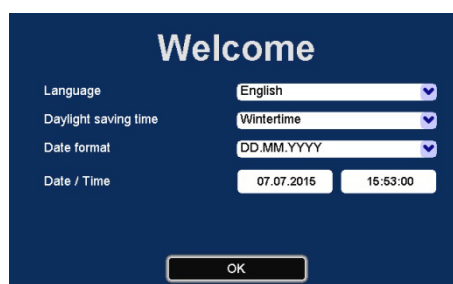 Welcome
Language English
Daylight saving time Wintertime
Date format DD.MM.YYYY
Date / Time 07.07.2015 15:53:00
OK